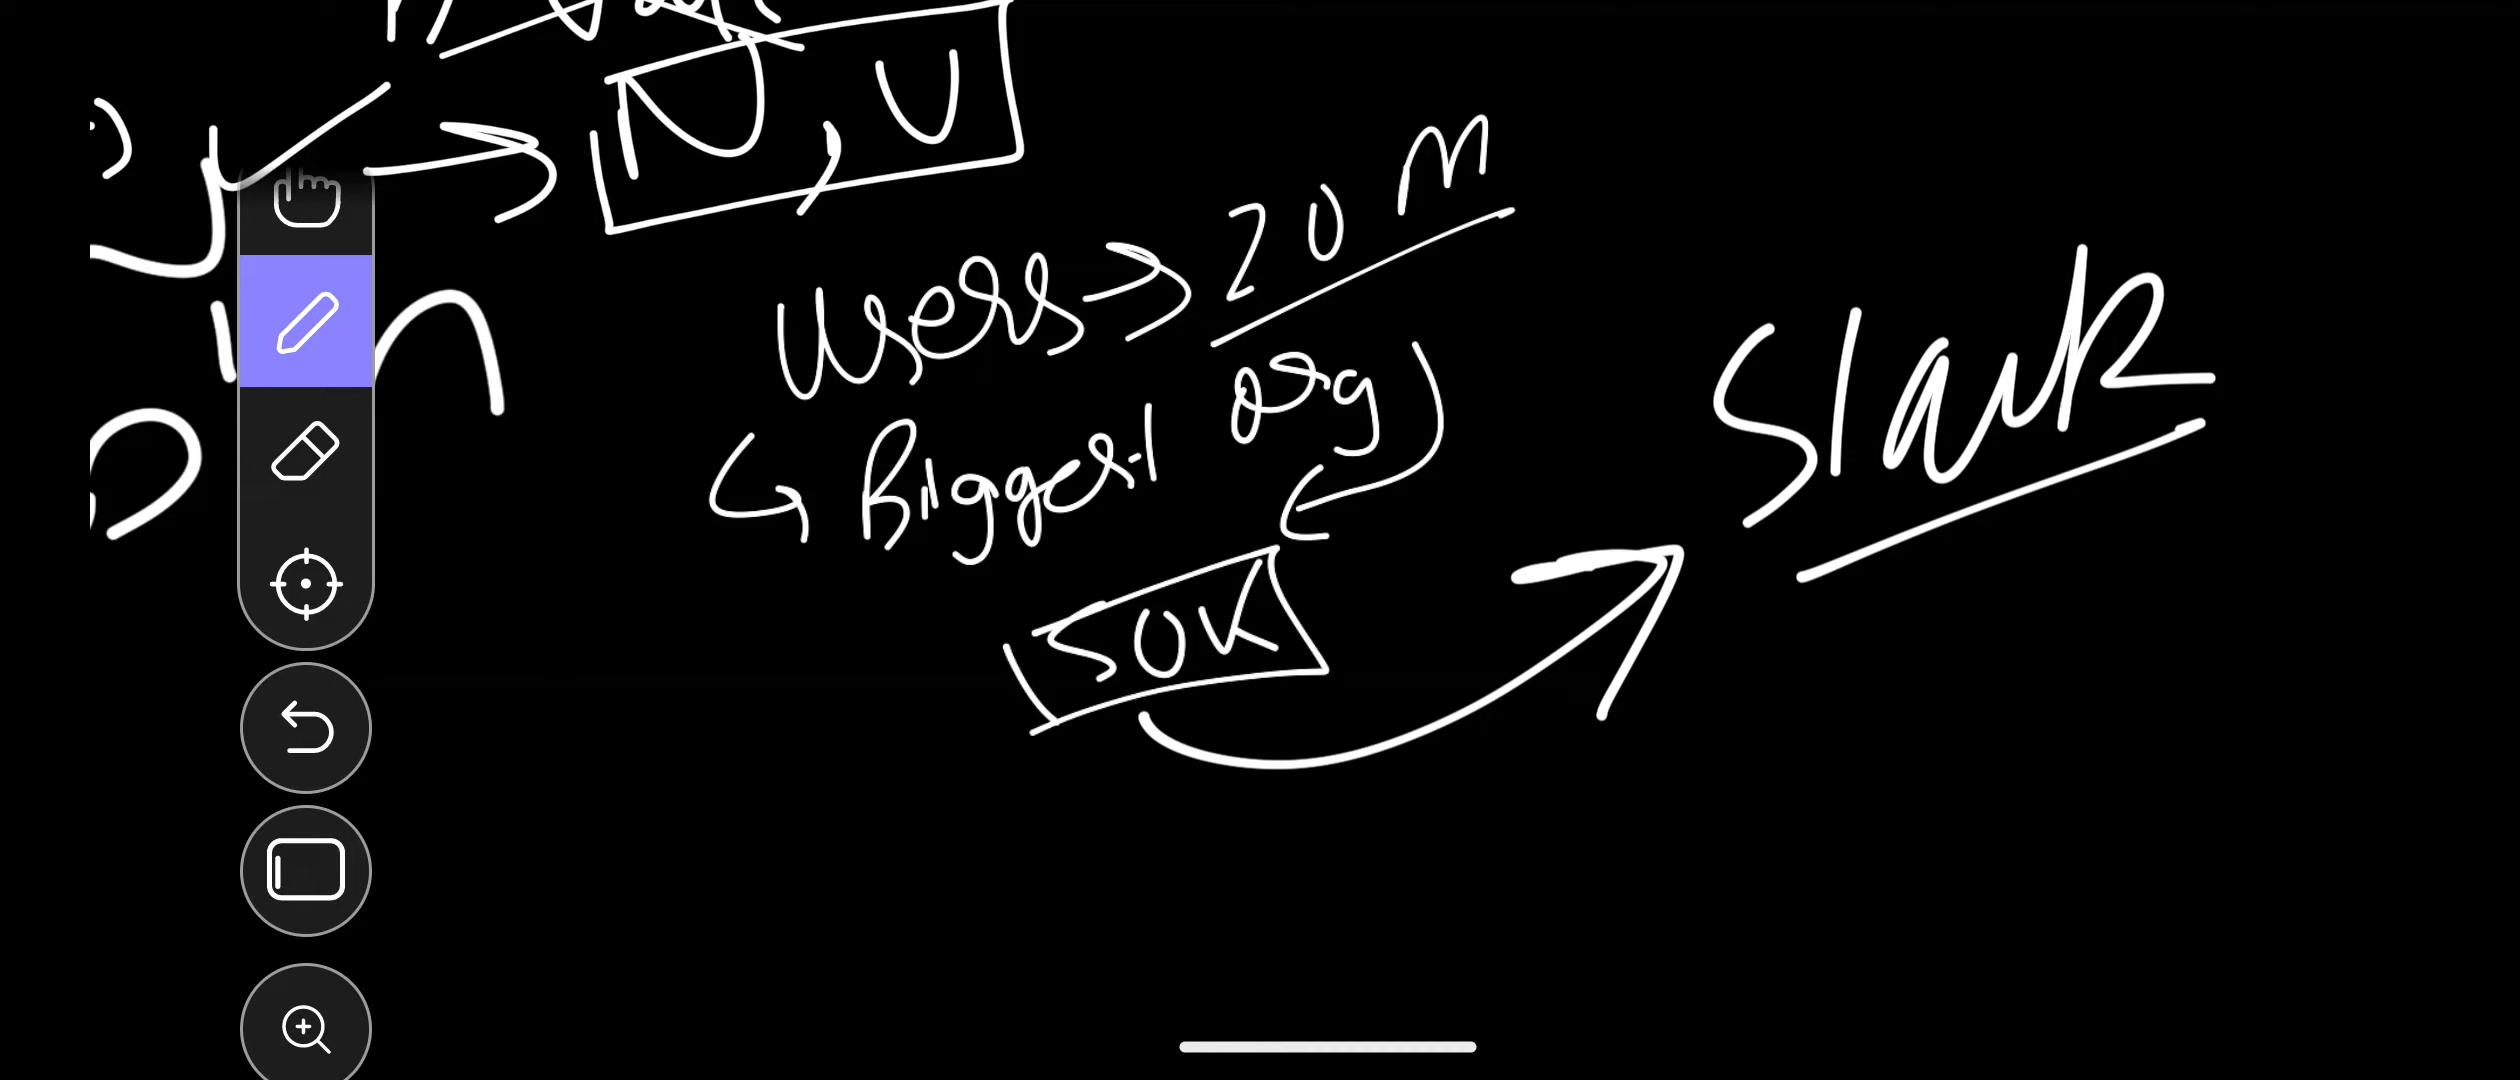 U, U
Users → 20 M
↳ Biggest org
50K
Slack